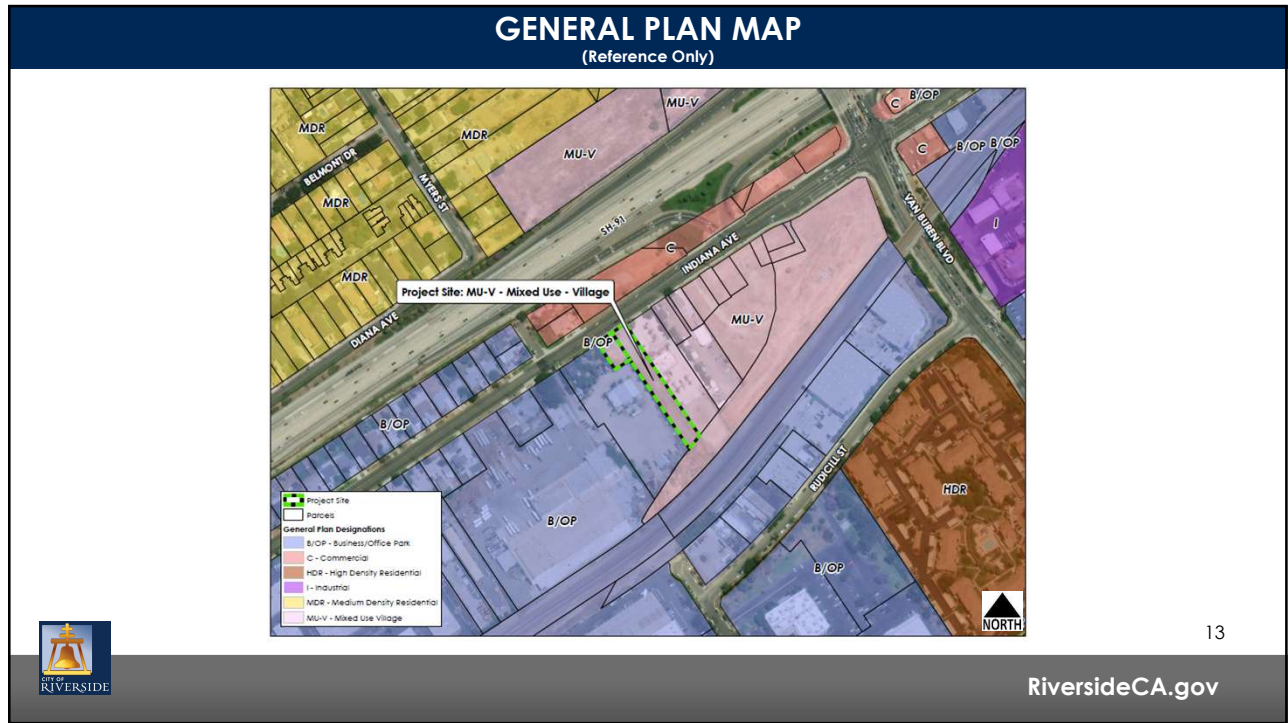 GENERAL PLAN MAP
(Reference Only)
MU-V
B/OP
C
MDR
MDR
MU-V
C
B/OP
B/OP
BELMONT DR
MYERS ST
MDR
SH-91
VAN BUREN BLVD
I
C
INDIANA AVE
MDR
Project Site: MU-V - Mixed Use - Village
MU-V
DIANA AVE
B/OP
B/OP
RUDICILL ST
HDR
B/OP
B/OP
Project Site
Parcels
General Plan Designations
B/OP - Business/Office Park
C - Commercial
HDR - High Density Residential
I - Industrial
MDR - Medium Density Residential
MU-V - Mixed Use Village
NORTH
13
CITY OF
RIVERSIDE
RiversideCA.gov